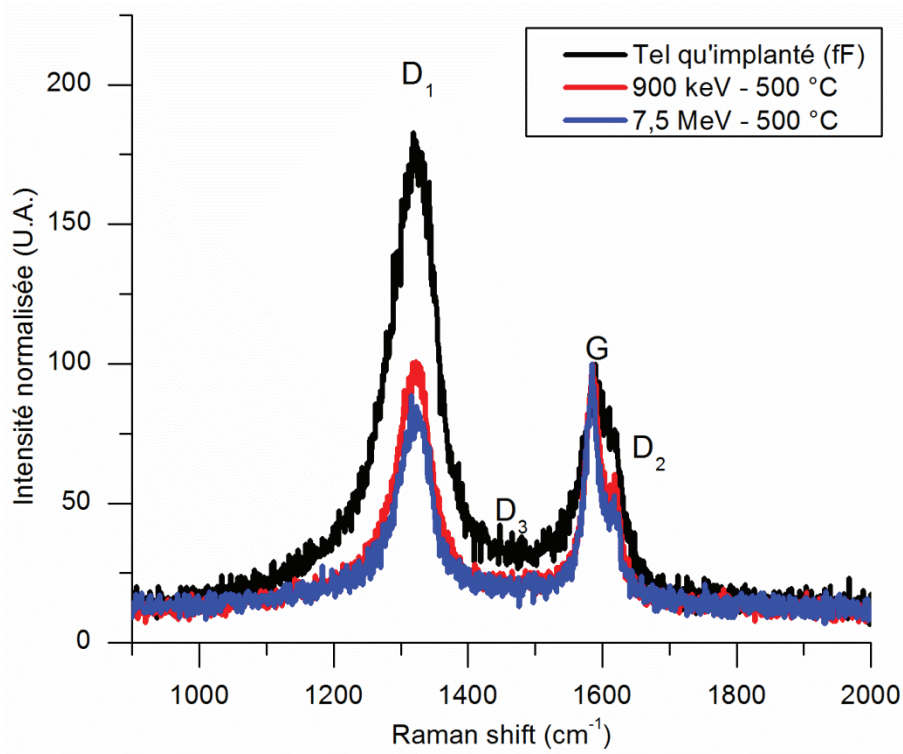 Tel qu'implanté (fF)
900 keV - 500 °C
7,5 MeV - 500 °C
D1
G
D2
D3
Intensité normalisée (U.A.)
200
150
100
50
0
1000 1200 1400 1600 1800 2000
Raman shift (cm-1)